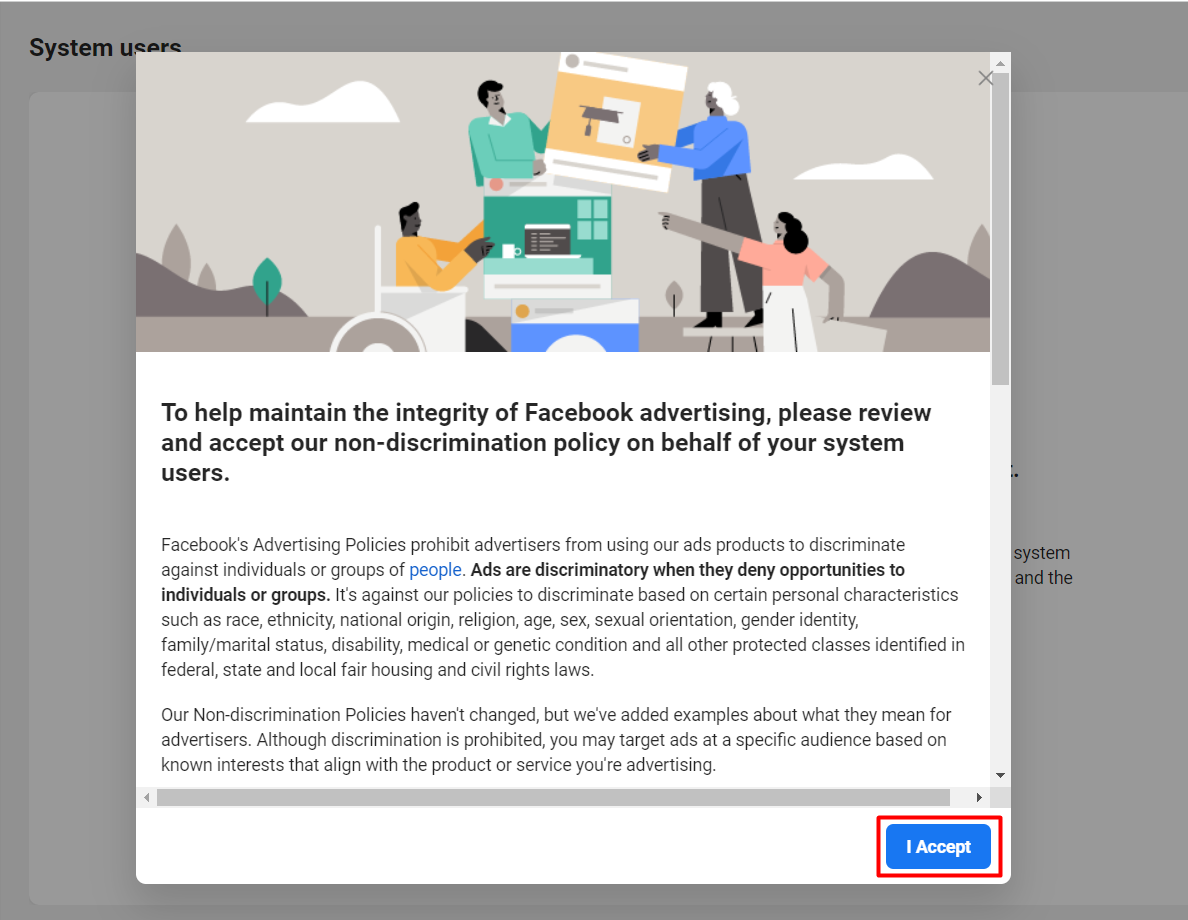 System users
To help maintain the integrity of Facebook advertising, please review
and accept our non-discrimination policy on behalf of your system
users.
Facebook's Advertising Policies prohibit advertisers from using our ads products to discriminate
against individuals or groups of people. Ads are discriminatory when they deny opportunities to
individuals or groups. It's against our policies to discriminate based on certain personal characteristics
such as race, ethnicity, national origin, religion, age, sex, sexual orientation, gender identity,
family/marital status, disability, medical or genetic condition and all other protected classes identified in
federal, state and local fair housing and civil rights laws.
Our Non-discrimination Policies haven't changed, but we've added examples about what they mean for
advertisers. Although discrimination is prohibited, you may target ads at a specific audience based on
known interests that align with the product or service you're advertising.
system
and the
I Accept